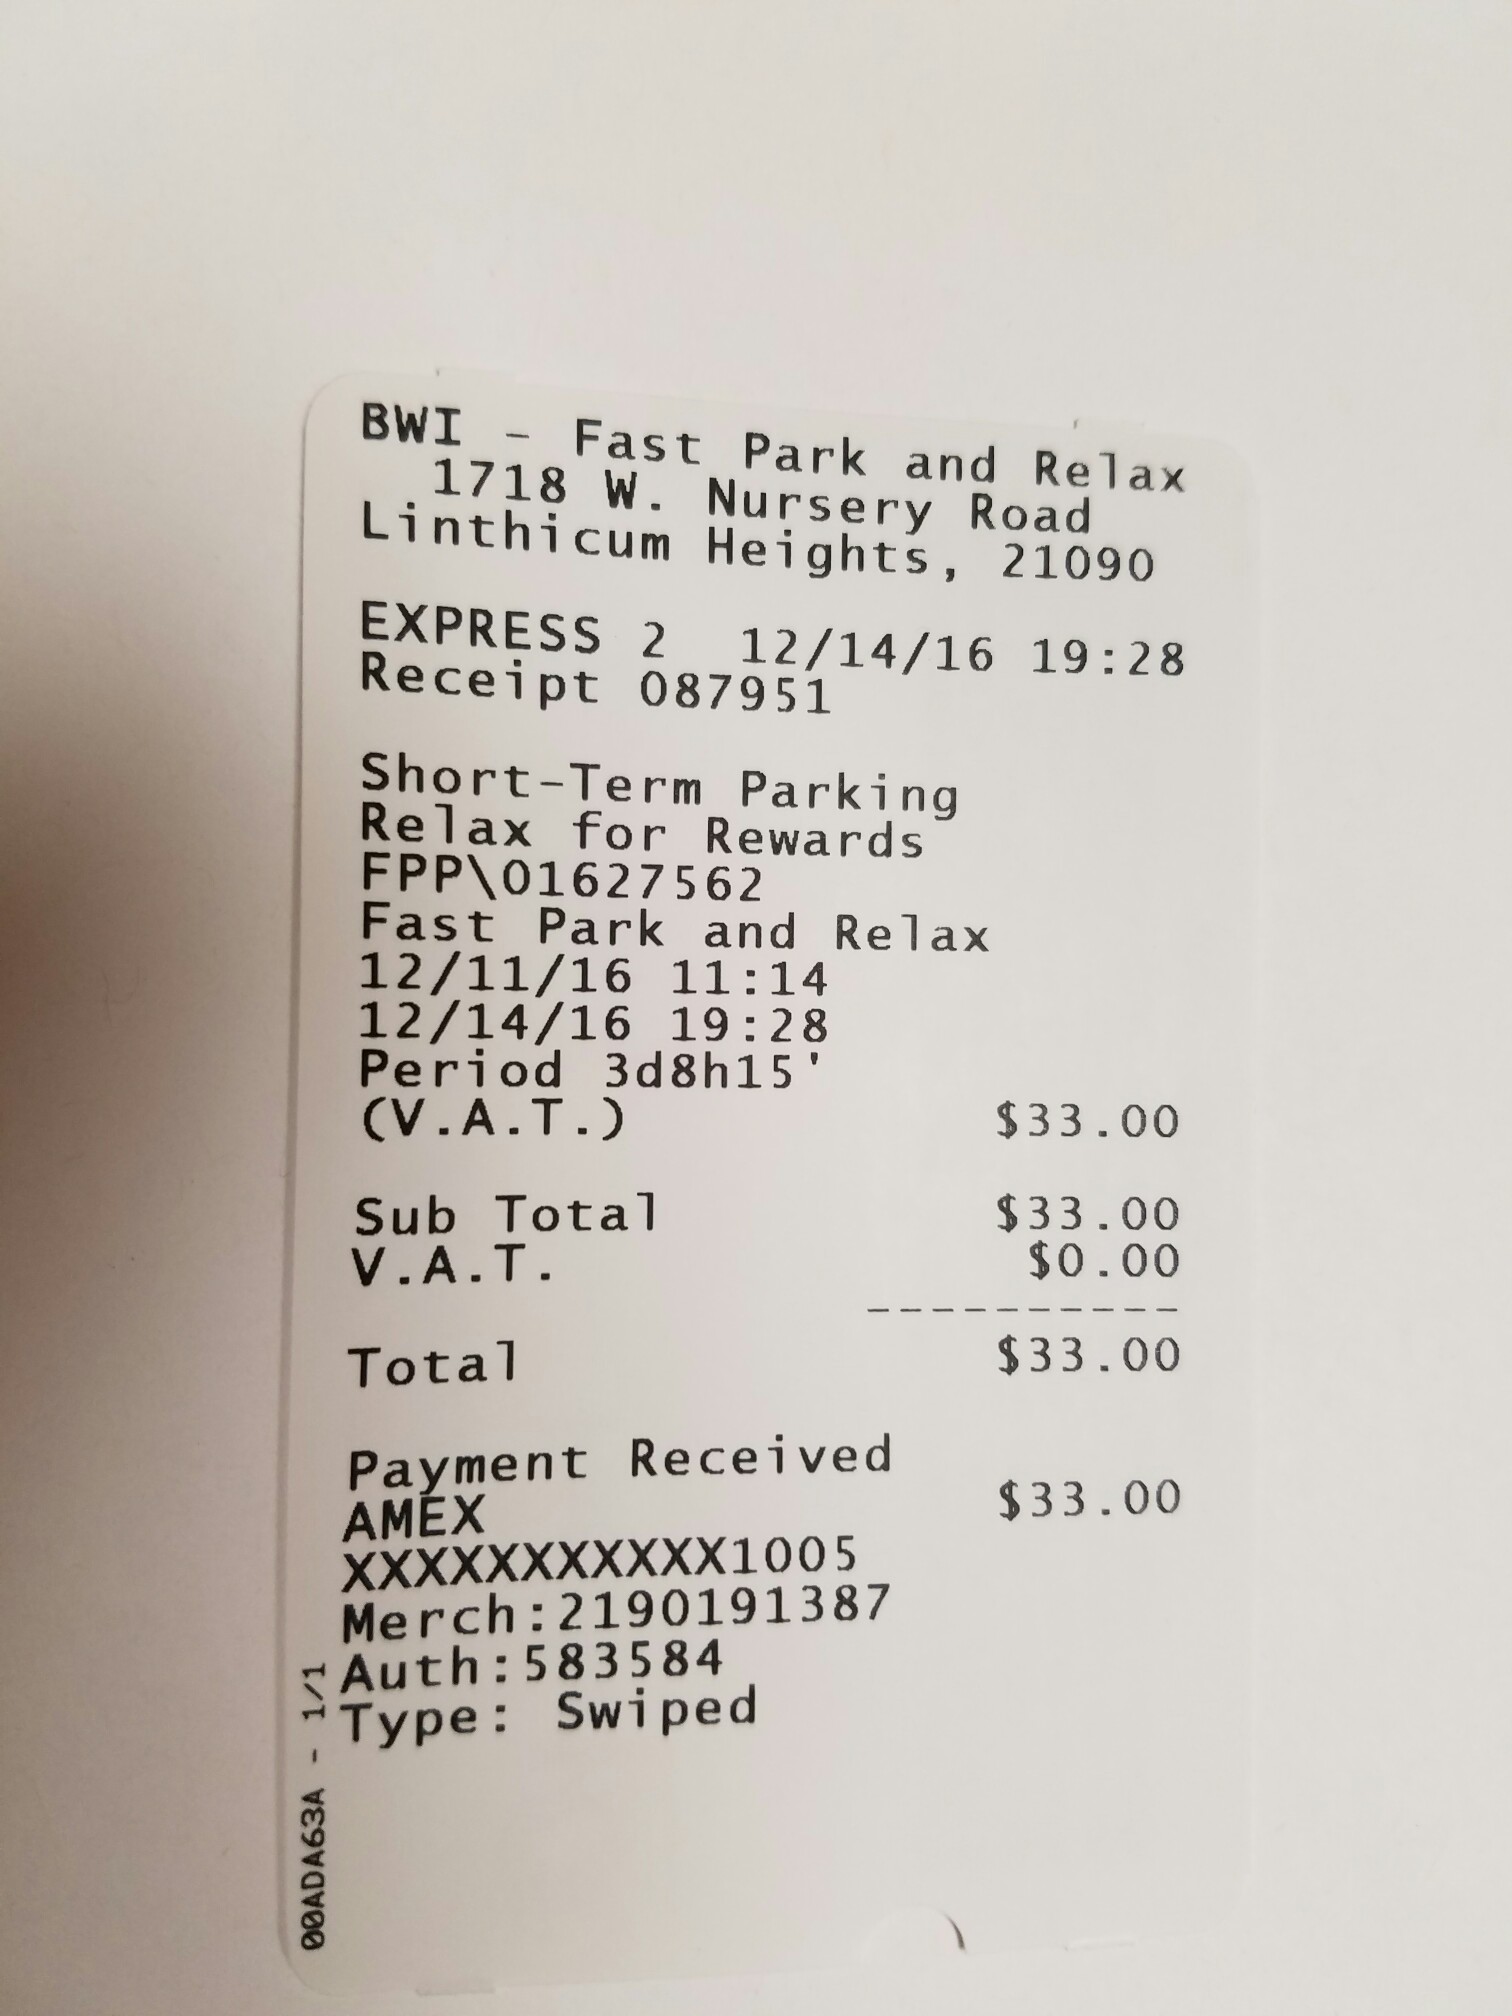 BWI - Fast Park and Relax
1718 W. Nursery Road
Linthicum Heights, 21090
EXPRESS 2 12/14/16 19:28
Receipt 087951
Short-Term Parking
Relax for Rewards
FPP\01627562
Fast Park and Relax
12/11/16 11:14
12/14/16 19:28
Period 3d8h15'
(V.A.T.) $33.00
Sub Total $33.00
V.A.T. $0.00
----------
Total $33.00
Payment Received
AMEX $33.00
XXXXXXXXXXX1005
Merch:2190191387
Auth:583584
Type: Swiped
00ADA63A - 1/1